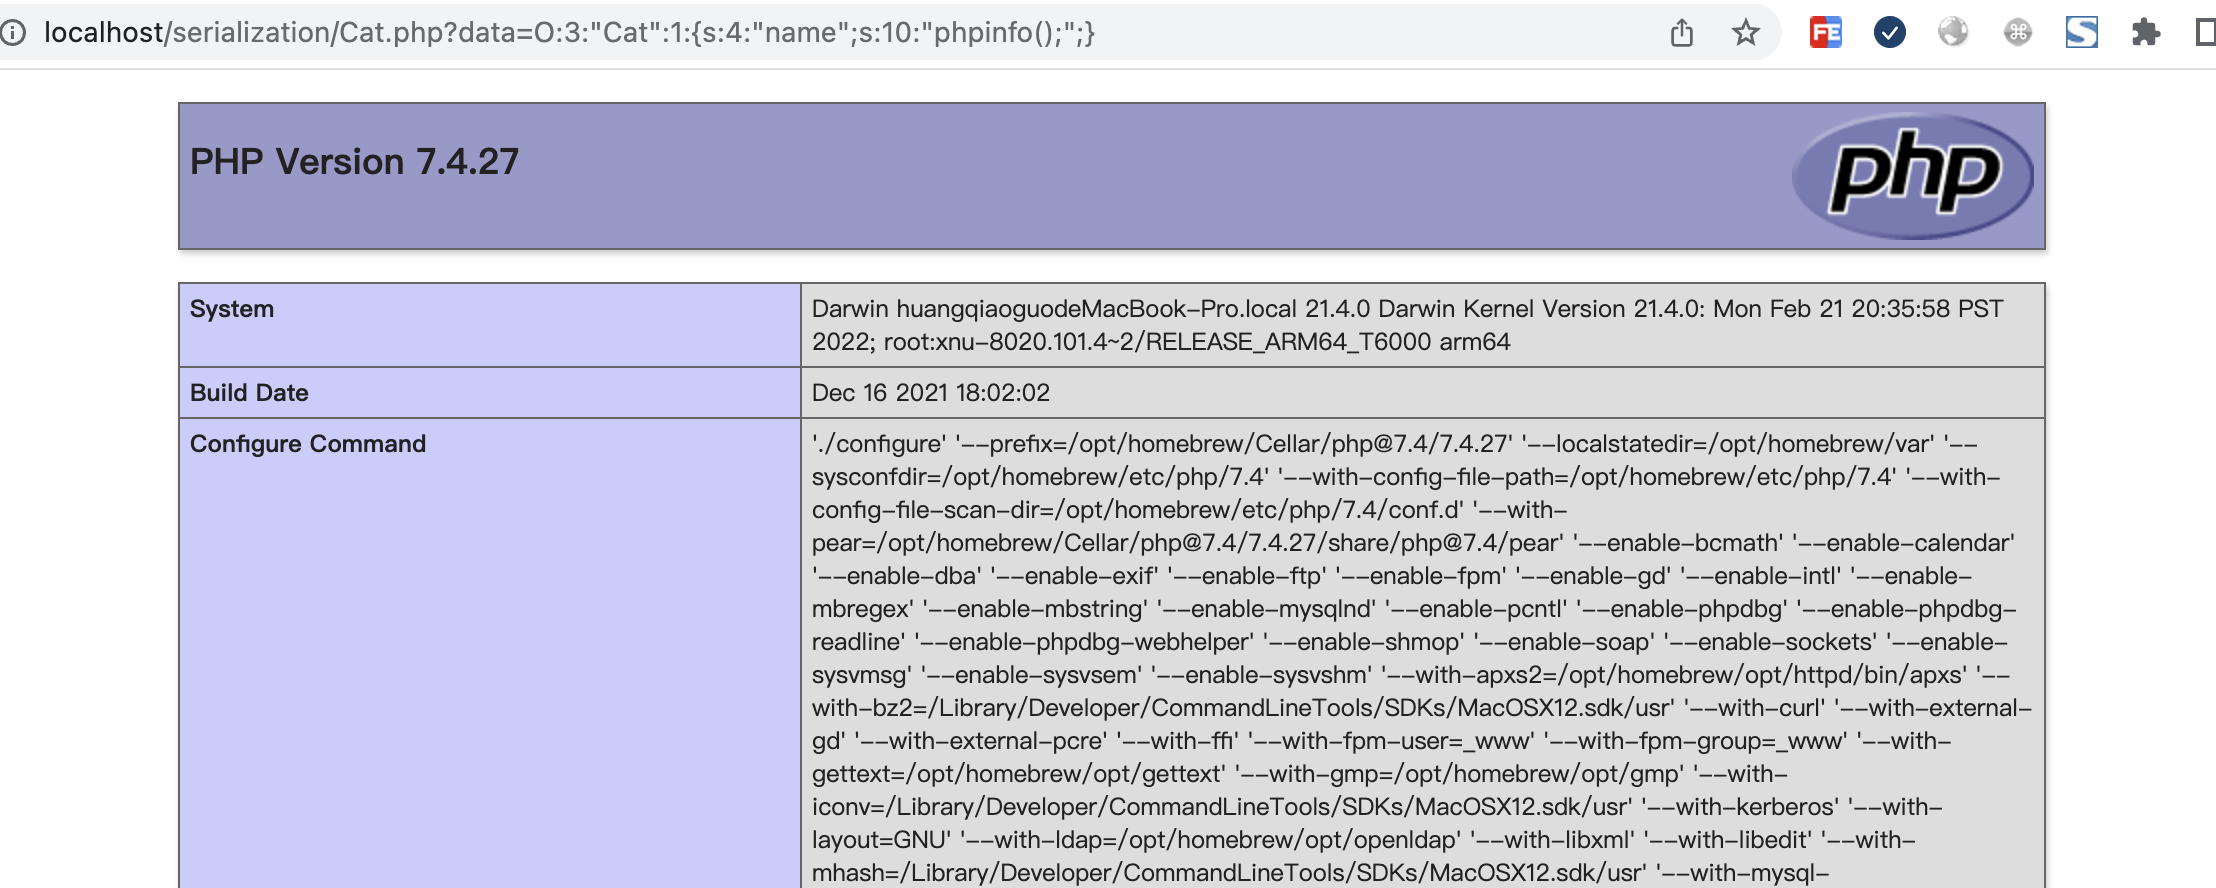 localhost/serialization/Cat.php?data=O:3:"Cat":1:{s:4:"name";s:10:"phpinfo();";}
FE
PHP Version 7.4.27
php
System
Darwin huangqiaoguodeMacBook-Pro.local 21.4.0 Darwin Kernel Version 21.4.0: Mon Feb 21 20:35:58 PST
2022; root:xnu-8020.101.4~2/RELEASE_ARM64_T6000 arm64
Build Date
Dec 16 2021 18:02:02
Configure Command
'./configure' '--prefix=/opt/homebrew/Cellar/php@7.4/7.4.27' '--localstatedir=/opt/homebrew/var' '--
sysconfdir=/opt/homebrew/etc/php/7.4' '--with-config-file-path=/opt/homebrew/etc/php/7.4' '--with-
config-file-scan-dir=/opt/homebrew/etc/php/7.4/conf.d' '--with-
pear=/opt/homebrew/Cellar/php@7.4/7.4.27/share/php@7.4/pear' '--enable-bcmath' '--enable-calendar'
'--enable-dba' '--enable-exif' '--enable-ftp' '--enable-fpm' '--enable-gd' '--enable-intl' '--enable-
mbregex' '--enable-mbstring' '--enable-mysqlnd' '--enable-pcntl' '--enable-phpdbg' '--enable-phpdbg-
readline' '--enable-phpdbg-webhelper' '--enable-shmop' '--enable-soap' '--enable-sockets' '--enable-
sysvmsg' '--enable-sysvsem' '--enable-sysvshm' '--with-apxs2=/opt/homebrew/opt/httpd/bin/apxs' '--
with-bz2=/Library/Developer/CommandLineTools/SDKs/MacOSX12.sdk/usr' '--with-curl' '--with-external-
gd' '--with-external-pcre' '--with-ffi' '--with-fpm-user=_www' '--with-fpm-group=_www' '--with-
gettext=/opt/homebrew/opt/gettext' '--with-gmp=/opt/homebrew/opt/gmp' '--with-
iconv=/Library/Developer/CommandLineTools/SDKs/MacOSX12.sdk/usr' '--with-kerberos' '--with-
layout=GNU' '--with-ldap=/opt/homebrew/opt/openldap' '--with-libxml' '--with-libedit' '--with-
mhash=/Library/Developer/CommandLineTools/SDKs/MacOSX12.sdk/usr' '--with-mysql-